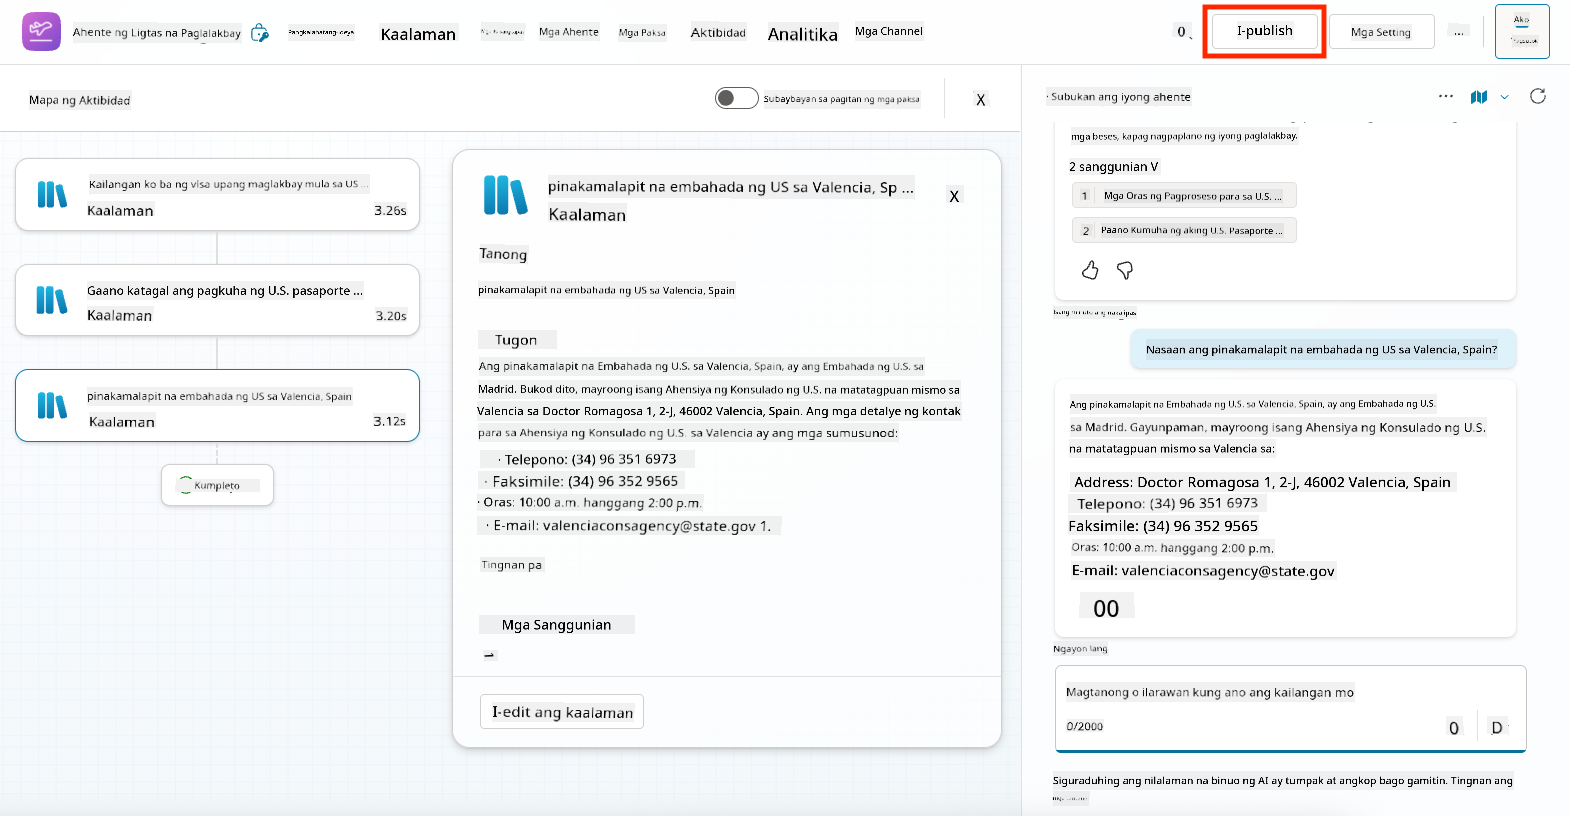 Ahente ng Ligtas na Paglalakbay
Pangkalahatang-ideya
Kaalaman
Mga Ahente
Mga Paksa
Aktibidad
Analitika
Mga Channel
0
I-publish
Mga Setting
...
Ako
Mapa ng Aktibidad
Subaybayan sa pagitan ng mga paksa
X
Kailangan ko ba ng visa upang maglakbay mula sa US ...
Kaalaman
3.26s
Gaano katagal ang pagkuha ng U.S. pasaporte ...
Kaalaman
3.20s
pinakamalapit na embahada ng US sa Valencia, Spain
Kaalaman
3.12s
Kumpleto
pinakamalapit na embahada ng US sa Valencia, Sp ...
Kaalaman
X
Tanong
pinakamalapit na embahada ng US sa Valencia, Spain
Tugon
Ang pinakamalapit na Embahada ng U.S. sa Valencia, Spain, ay ang Embahada ng U.S. sa
Madrid. Bukod dito, mayroong isang Ahensiya ng Konsulado ng U.S. na matatagpuan mismo sa
Valencia sa Doctor Romagosa 1, 2-J, 46002 Valencia, Spain. Ang mga detalye ng kontak
para sa Ahensiya ng Konsulado ng U.S. sa Valencia ay ang mga sumusunod:
· Telepono: (34) 96 351 6973
· Faksimile: (34) 96 352 9565
· Oras: 10:00 a.m. hanggang 2:00 p.m.
· E-mail: valenciaconsagency@state.gov 1.
Tingnan pa
Mga Sanggunian
I-edit ang kaalaman
· Subukan ang iyong ahente
...
mga beses, kapag nagpaplano ng iyong paglalakbay.
2 sanggunian V
1 Mga Oras ng Pagproseso para sa U.S. ...
2 Paano Kumuha ng aking U.S. Pasaporte ...
Nasaan ang pinakamalapit na embahada ng US sa Valencia, Spain?
Ang pinakamalapit na Embahada ng U.S. sa Valencia, Spain, ay ang Embahada ng U.S.
sa Madrid. Gayunpaman, mayroong isang Ahensiya ng Konsulado ng U.S.
na matatagpuan mismo sa Valencia sa:
Address: Doctor Romagosa 1, 2-J, 46002 Valencia, Spain
Telepono: (34) 96 351 6973
Faksimile: (34) 96 352 9565
Oras: 10:00 a.m. hanggang 2:00 p.m.
E-mail: valenciaconsagency@state.gov
00
Ngayon lang
Magtanong o ilarawan kung ano ang kailangan mo
0/2000
0
D
Siguraduhing ang nilalaman na binuo ng AI ay tumpak at angkop bago gamitin. Tingnan ang